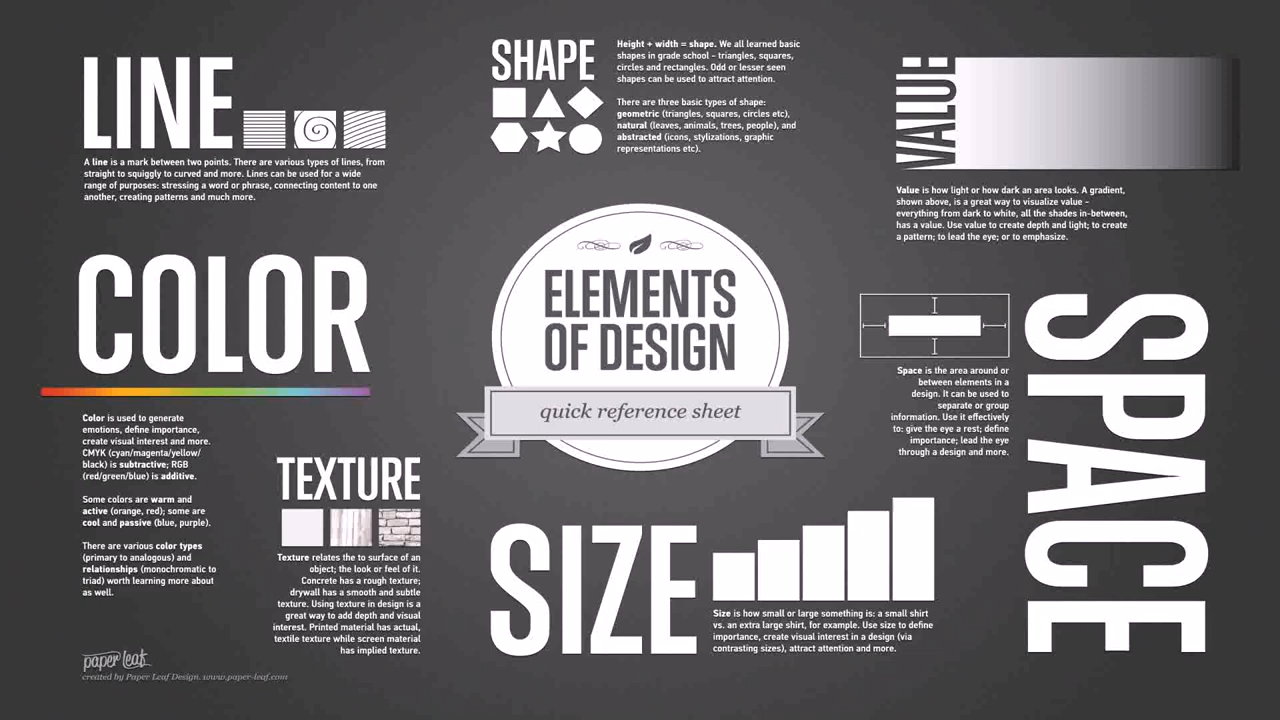 LINE
A line is a mark between two points. There are various types of lines, from
straight to squiggly to curved and more. Lines can be used for a wide
range of purposes: stressing a word or phrase, connecting content to one
another, creating patterns and much more.
SHAPE
Height + width = shape. We all learned basic
shapes in grade school - triangles, squares,
circles and rectangles. Odd or lesser seen
shapes can be used to attract attention.
There are three basic types of shape:
geometric (triangles, squares, circles etc),
natural (leaves, animals, trees, people), and
abstracted (icons, stylizations, graphic
representations etc).
VALUE
Value is how light or how dark an area looks. A gradient,
shown above, is a great way to visualize value -
everything from dark to white, all the shades in-between,
has a value. Use value to create depth and light; to create
a pattern; to lead the eye; or to emphasize.
COLOR
Color is used to generate
emotions, define importance,
create visual interest and more.
CMYK (cyan/magenta/yellow/
black) is subtractive; RGB
(red/green/blue) is additive.
Some colors are warm and
active (orange, red); some are
cool and passive (blue, purple).
There are various color types
(primary to analogous) and
relationships (monochromatic to
triad) worth learning more about
as well.
ELEMENTS
OF DESIGN
quick reference sheet
SPACE
Space is the area around or
between elements in a
design. It can be used to
separate or group
information. Use it effectively
to: give the eye a rest; define
importance; lead the eye
through a design and more.
TEXTURE
Texture relates the to surface of an
object; the look or feel of it.
Concrete has a rough texture;
drywall has a smooth and subtle
texture. Using texture in design is a
great way to add depth and visual
interest. Printed material has actual,
textile texture while screen material
has implied texture.
SIZE
Size is how small or large something is: a small shirt
vs. an extra large shirt, for example. Use size to define
importance, create visual interest in a design (via
contrasting sizes), attract attention and more.
paper leaf
created by Paper Leaf Design. www.paper-leaf.com